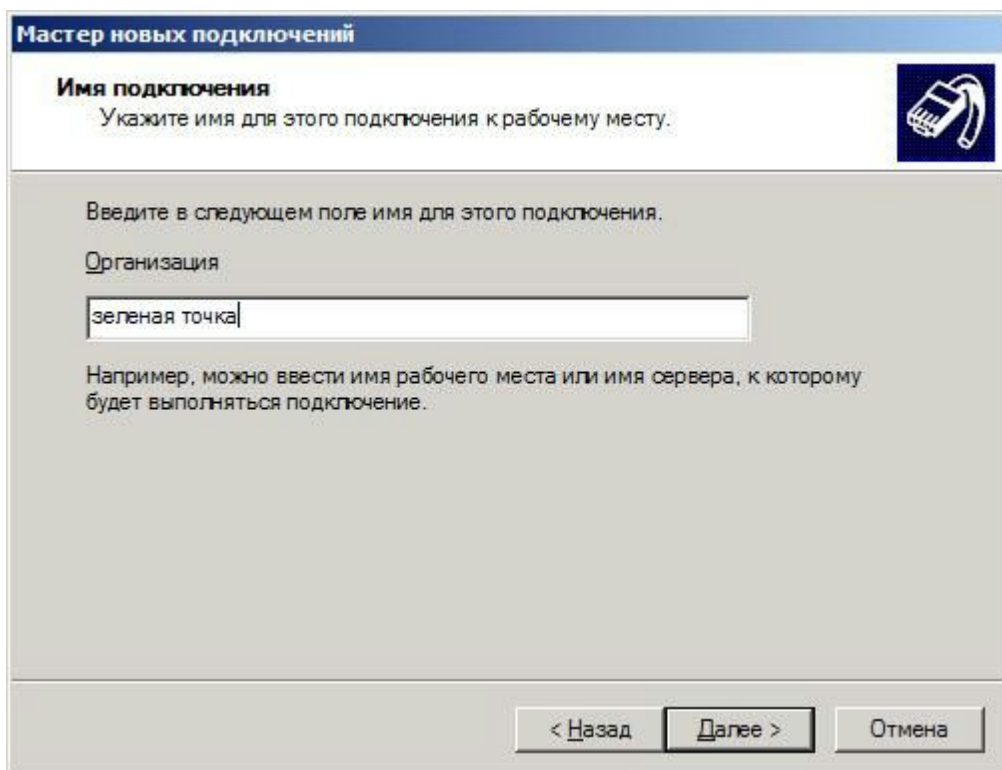 Мастер новых подключений
Имя подключения
Укажите имя для этого подключения к рабочему месту.
Введите в следующем поле имя для этого подключения.
Организация
зеленая точка
Например, можно ввести имя рабочего места или имя сервера, к которому
будет выполняться подключение.
< Назад Далее > Отмена